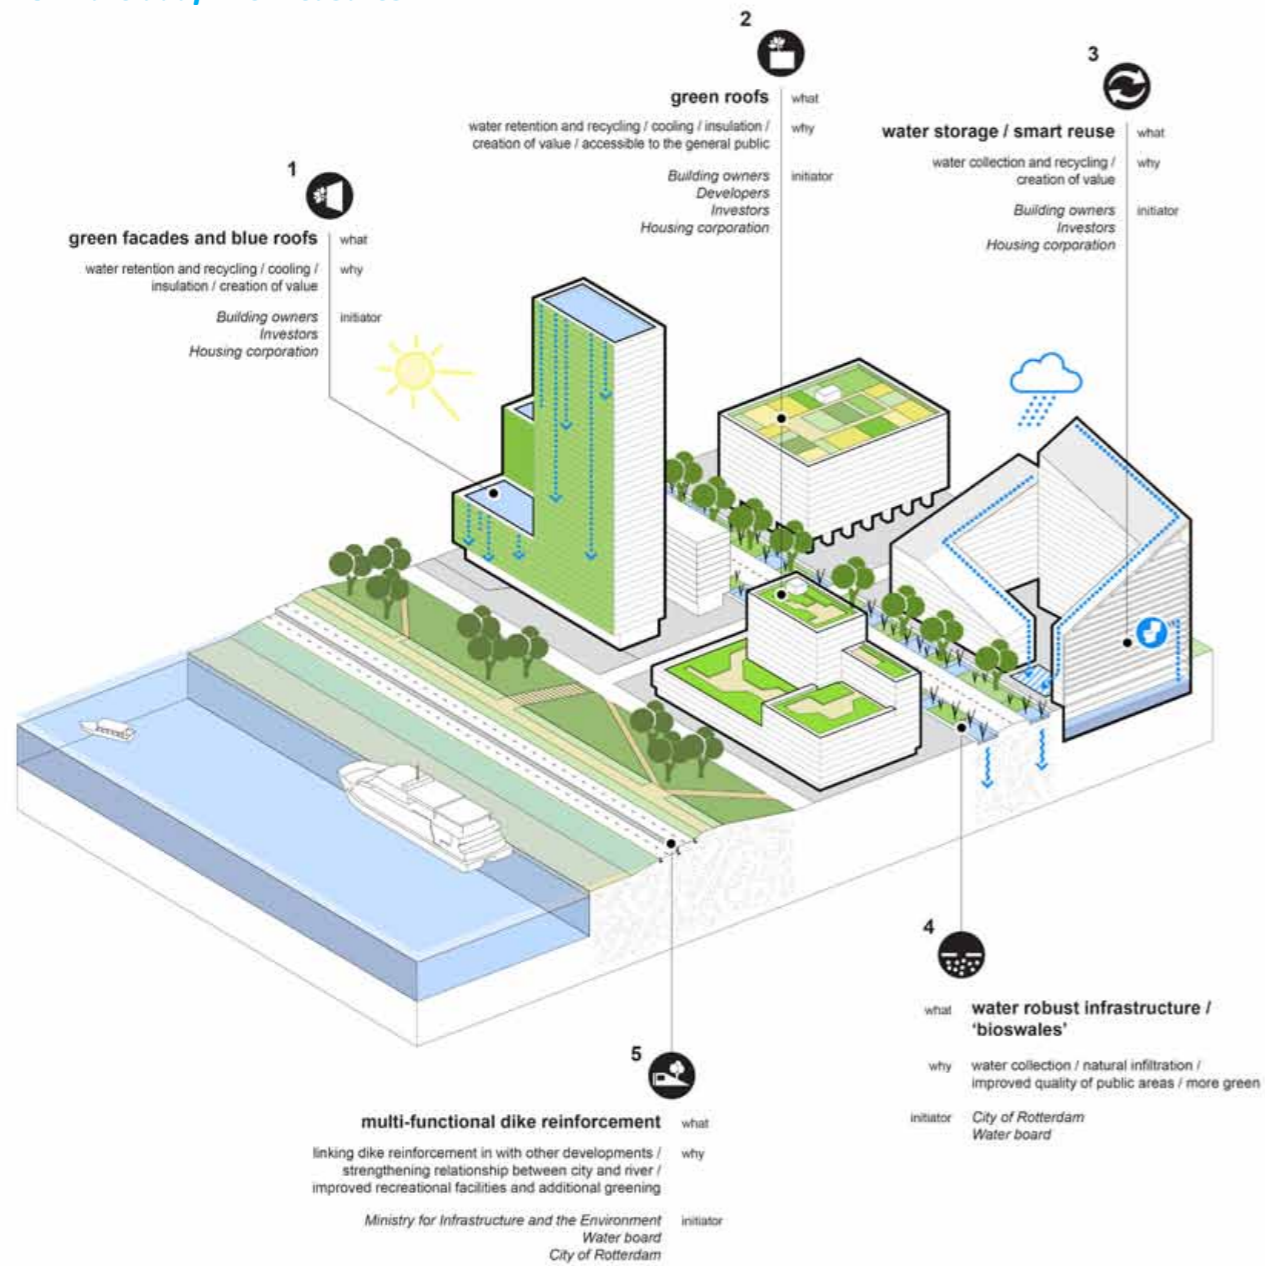 1
green facades and blue roofs what
water retention and recycling / cooling / why
insulation / creation of value
Building owners initiator
Investors
Housing corporation
2
green roofs what
water retention and recycling / cooling / insulation / why
creation of value / accessible to the general public
Building owners initiator
Developers
Investors
Housing corporation
3
water storage / smart reuse what
water collection and recycling / why
creation of value
Building owners initiator
Investors
Housing corporation
4
what water robust infrastructure /
‘bioswales’
why water collection / natural infiltration /
improved quality of public areas / more green
initiator City of Rotterdam
Water board
5
multi-functional dike reinforcement what
linking dike reinforcement in with other developments / why
strengthening relationship between city and river /
improved recreational facilities and additional greening
Ministry for Infrastructure and the Environment initiator
Water board
City of Rotterdam